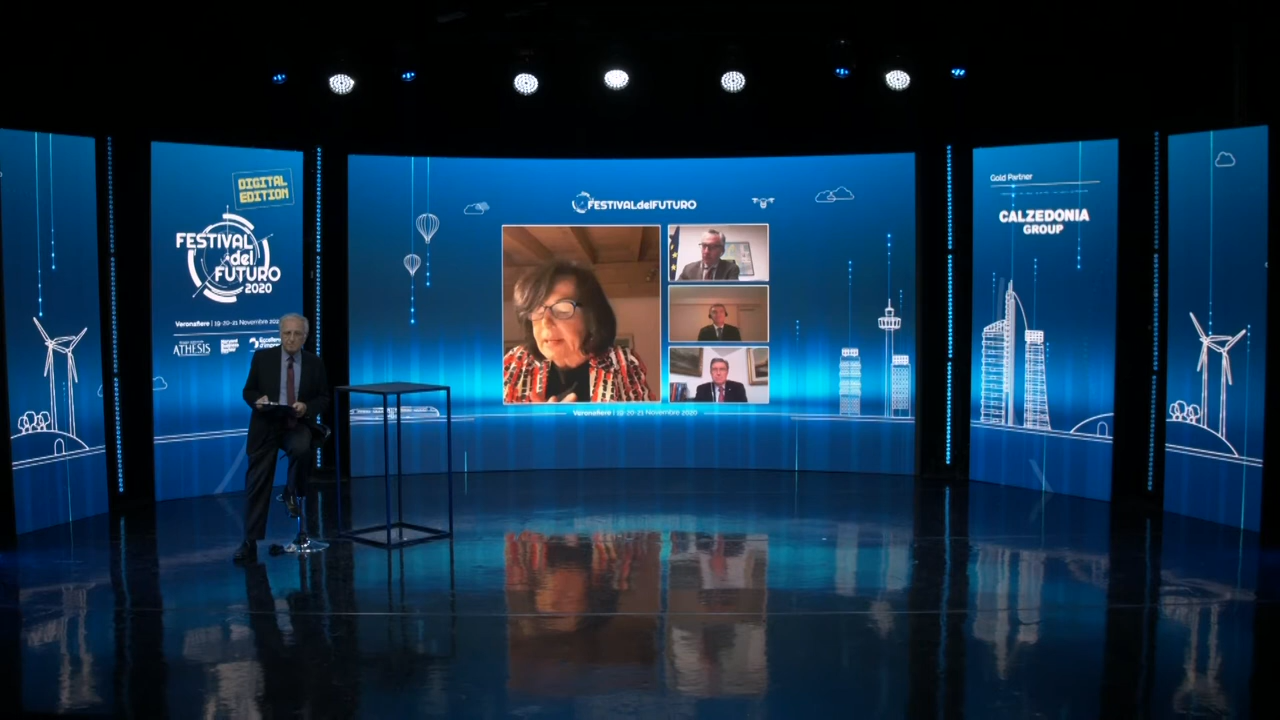 DIGITAL
EDITION
FESTIVAL
del
FUTURO
2020
Veronafiere | 19-20-21 Novembre
ATHESIS
FESTIVALdelFUTURO
Veronafiere | 19-20-21 Novembre 2020
Gold Partner
CALZEDONIA
GROUP